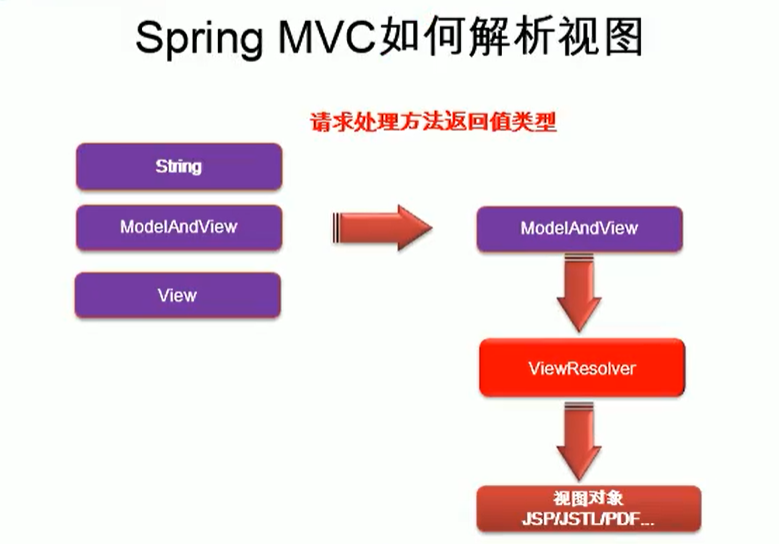 Spring MVC如何解析视图
请求处理方法返回值类型
String
ModelAndView
View
ModelAndView
ViewResolver
视图对象
JSP/JSTL/PDF...